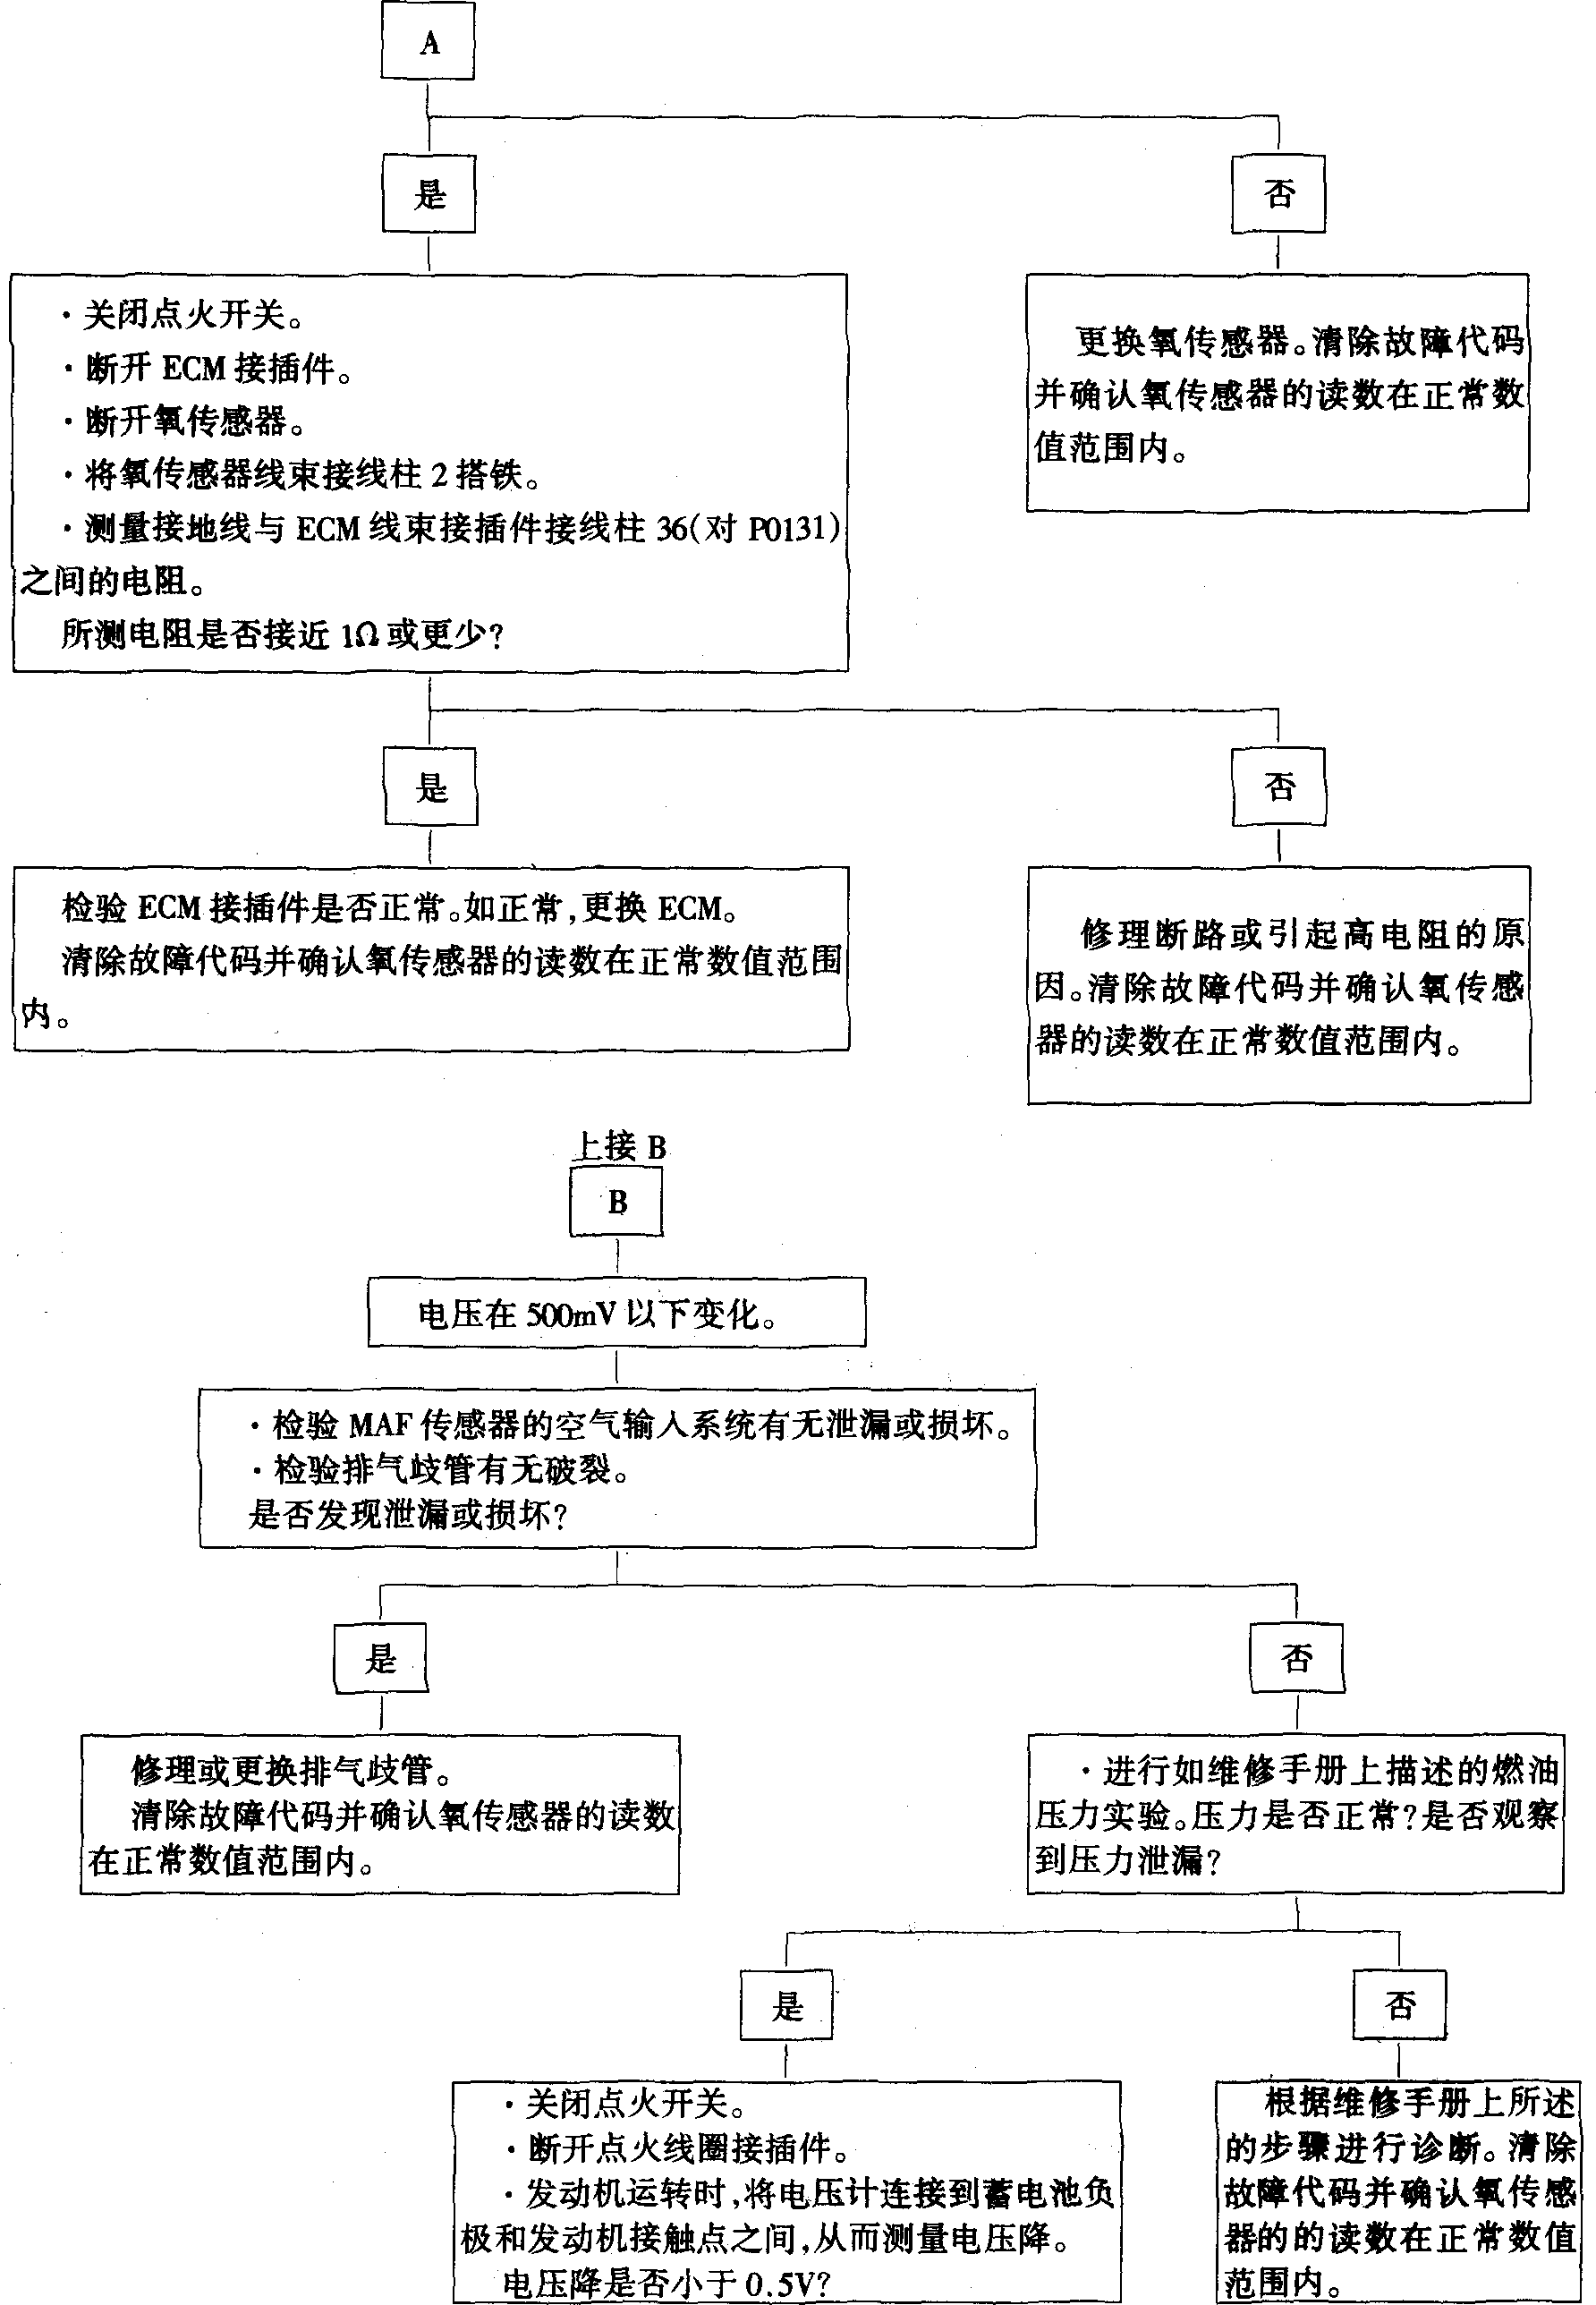 A
是
否
·关闭点火开关。
·断开 ECM 接插件。
·断开氧传感器。
·将氧传感器线束接线柱 2 搭铁。
·测量接地线与 ECM 线束接插件接线柱 36(对 P0131)
之间的电阻。
所测电阻是否接近 1Ω 或更少?
更换氧传感器。清除故障代码
并确认氧传感器的读数在正常数
值范围内。
是
否
检验 ECM 接插件是否正常。如正常,更换 ECM。
清除故障代码并确认氧传感器的读数在正常数值范围
内。
修理断路或引起高电阻的原
因。清除故障代码并确认氧传感
器的读数在正常数值范围内。
上接 B
B
电压在 500mV 以下变化。
·检验 MAF 传感器的空气输入系统有无泄漏或损坏。
·检验排气歧管有无破裂。
是否发现泄漏或损坏?
是
否
修理或更换排气歧管。
清除故障代码并确认氧传感器的读数
在正常数值范围内。
·进行如维修手册上描述的燃油
压力实验。压力是否正常?是否观察
到压力泄漏?
是
否
·关闭点火开关。
·断开点火线圈接插件。
·发动机运转时,将电压计连接到蓄电池负
极和发动机接触点之间,从而测量电压降。
电压降是否小于 0.5V?
根据维修手册上所述
的步骤进行诊断。清除
故障代码并确认氧传感
器的的读数在正常数值
范围内。